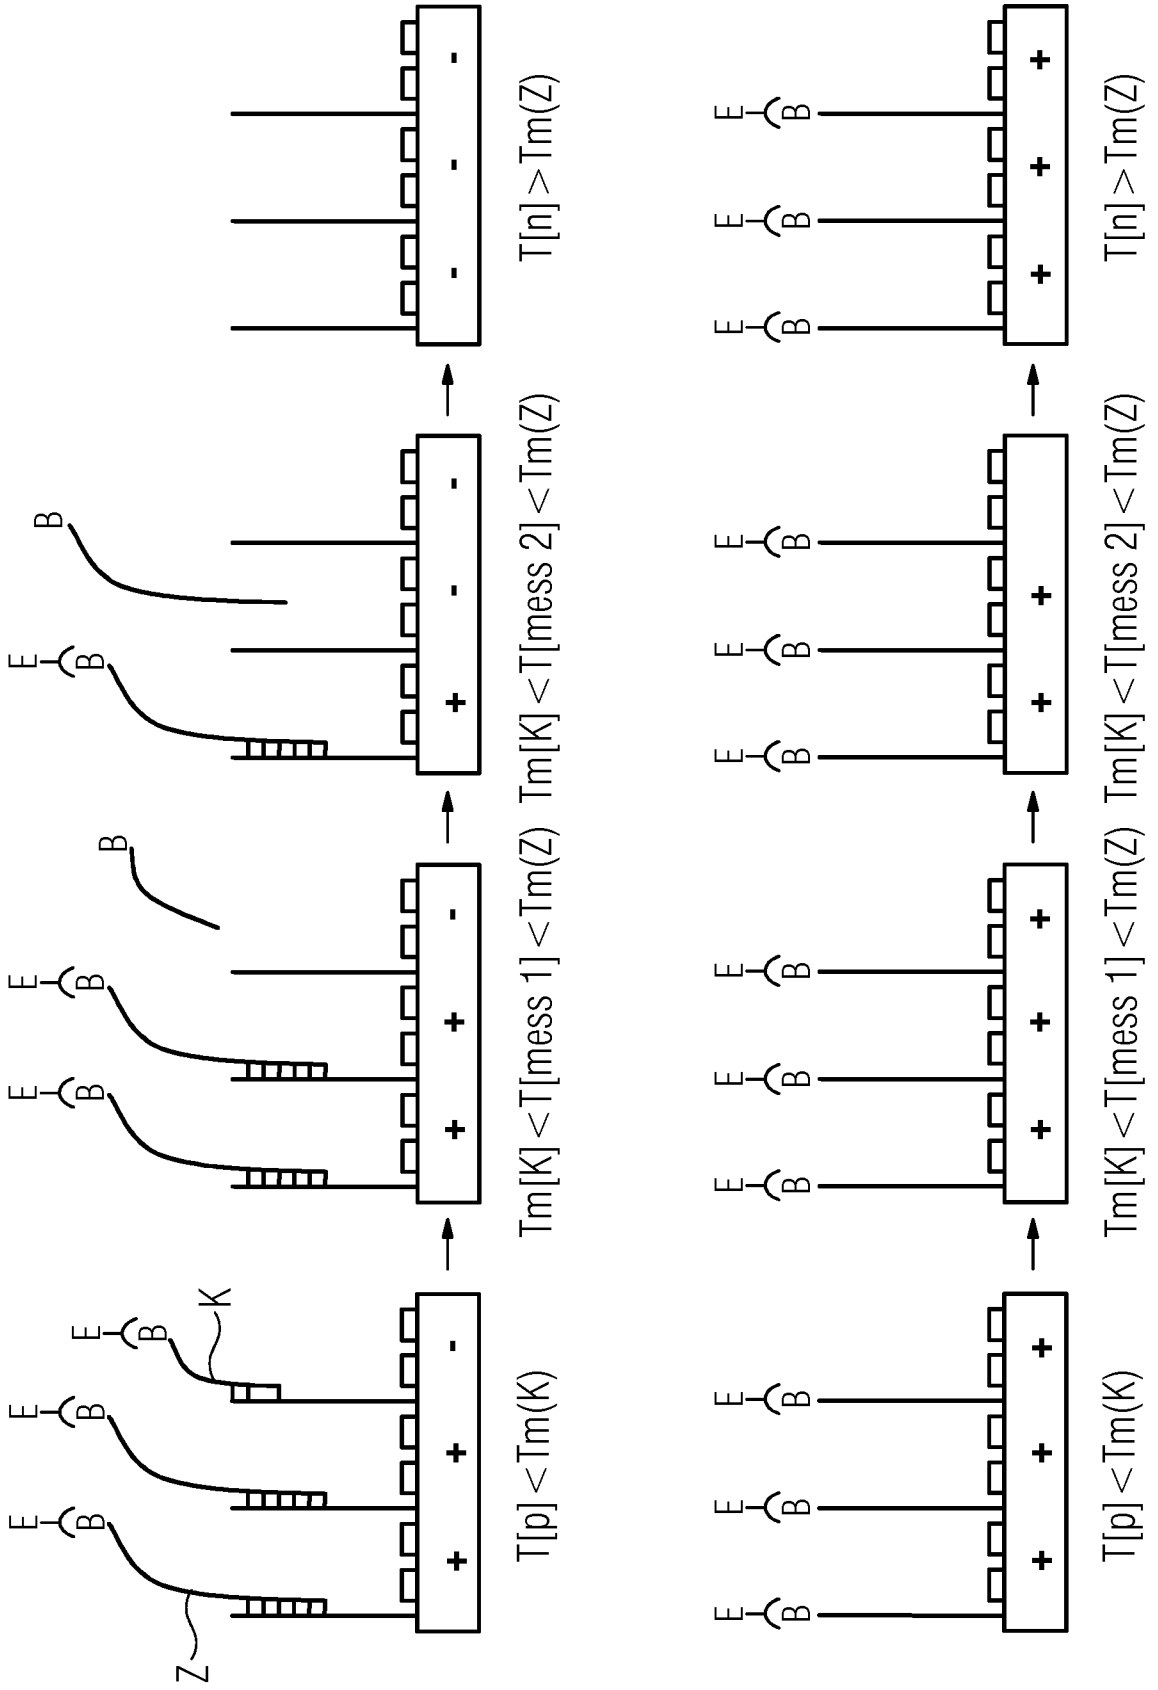 E E E E E
B
E
B B B B B
B
B
K
Z
+ + - + + - + - - - - -
T[p] < Tm(K) Tm[K] < T[mess 1] < Tm(Z) Tm[K] < T[mess 2] < Tm(Z) T[n] > Tm(Z)
E E E E E E E E E E E E
B B B B B B B B B B B B
+ + + + + + + + + + +
T[p] < Tm(K) Tm[K] < T[mess 1] < Tm(Z) Tm[K] < T[mess 2] < Tm(Z) T[n] > Tm(Z)